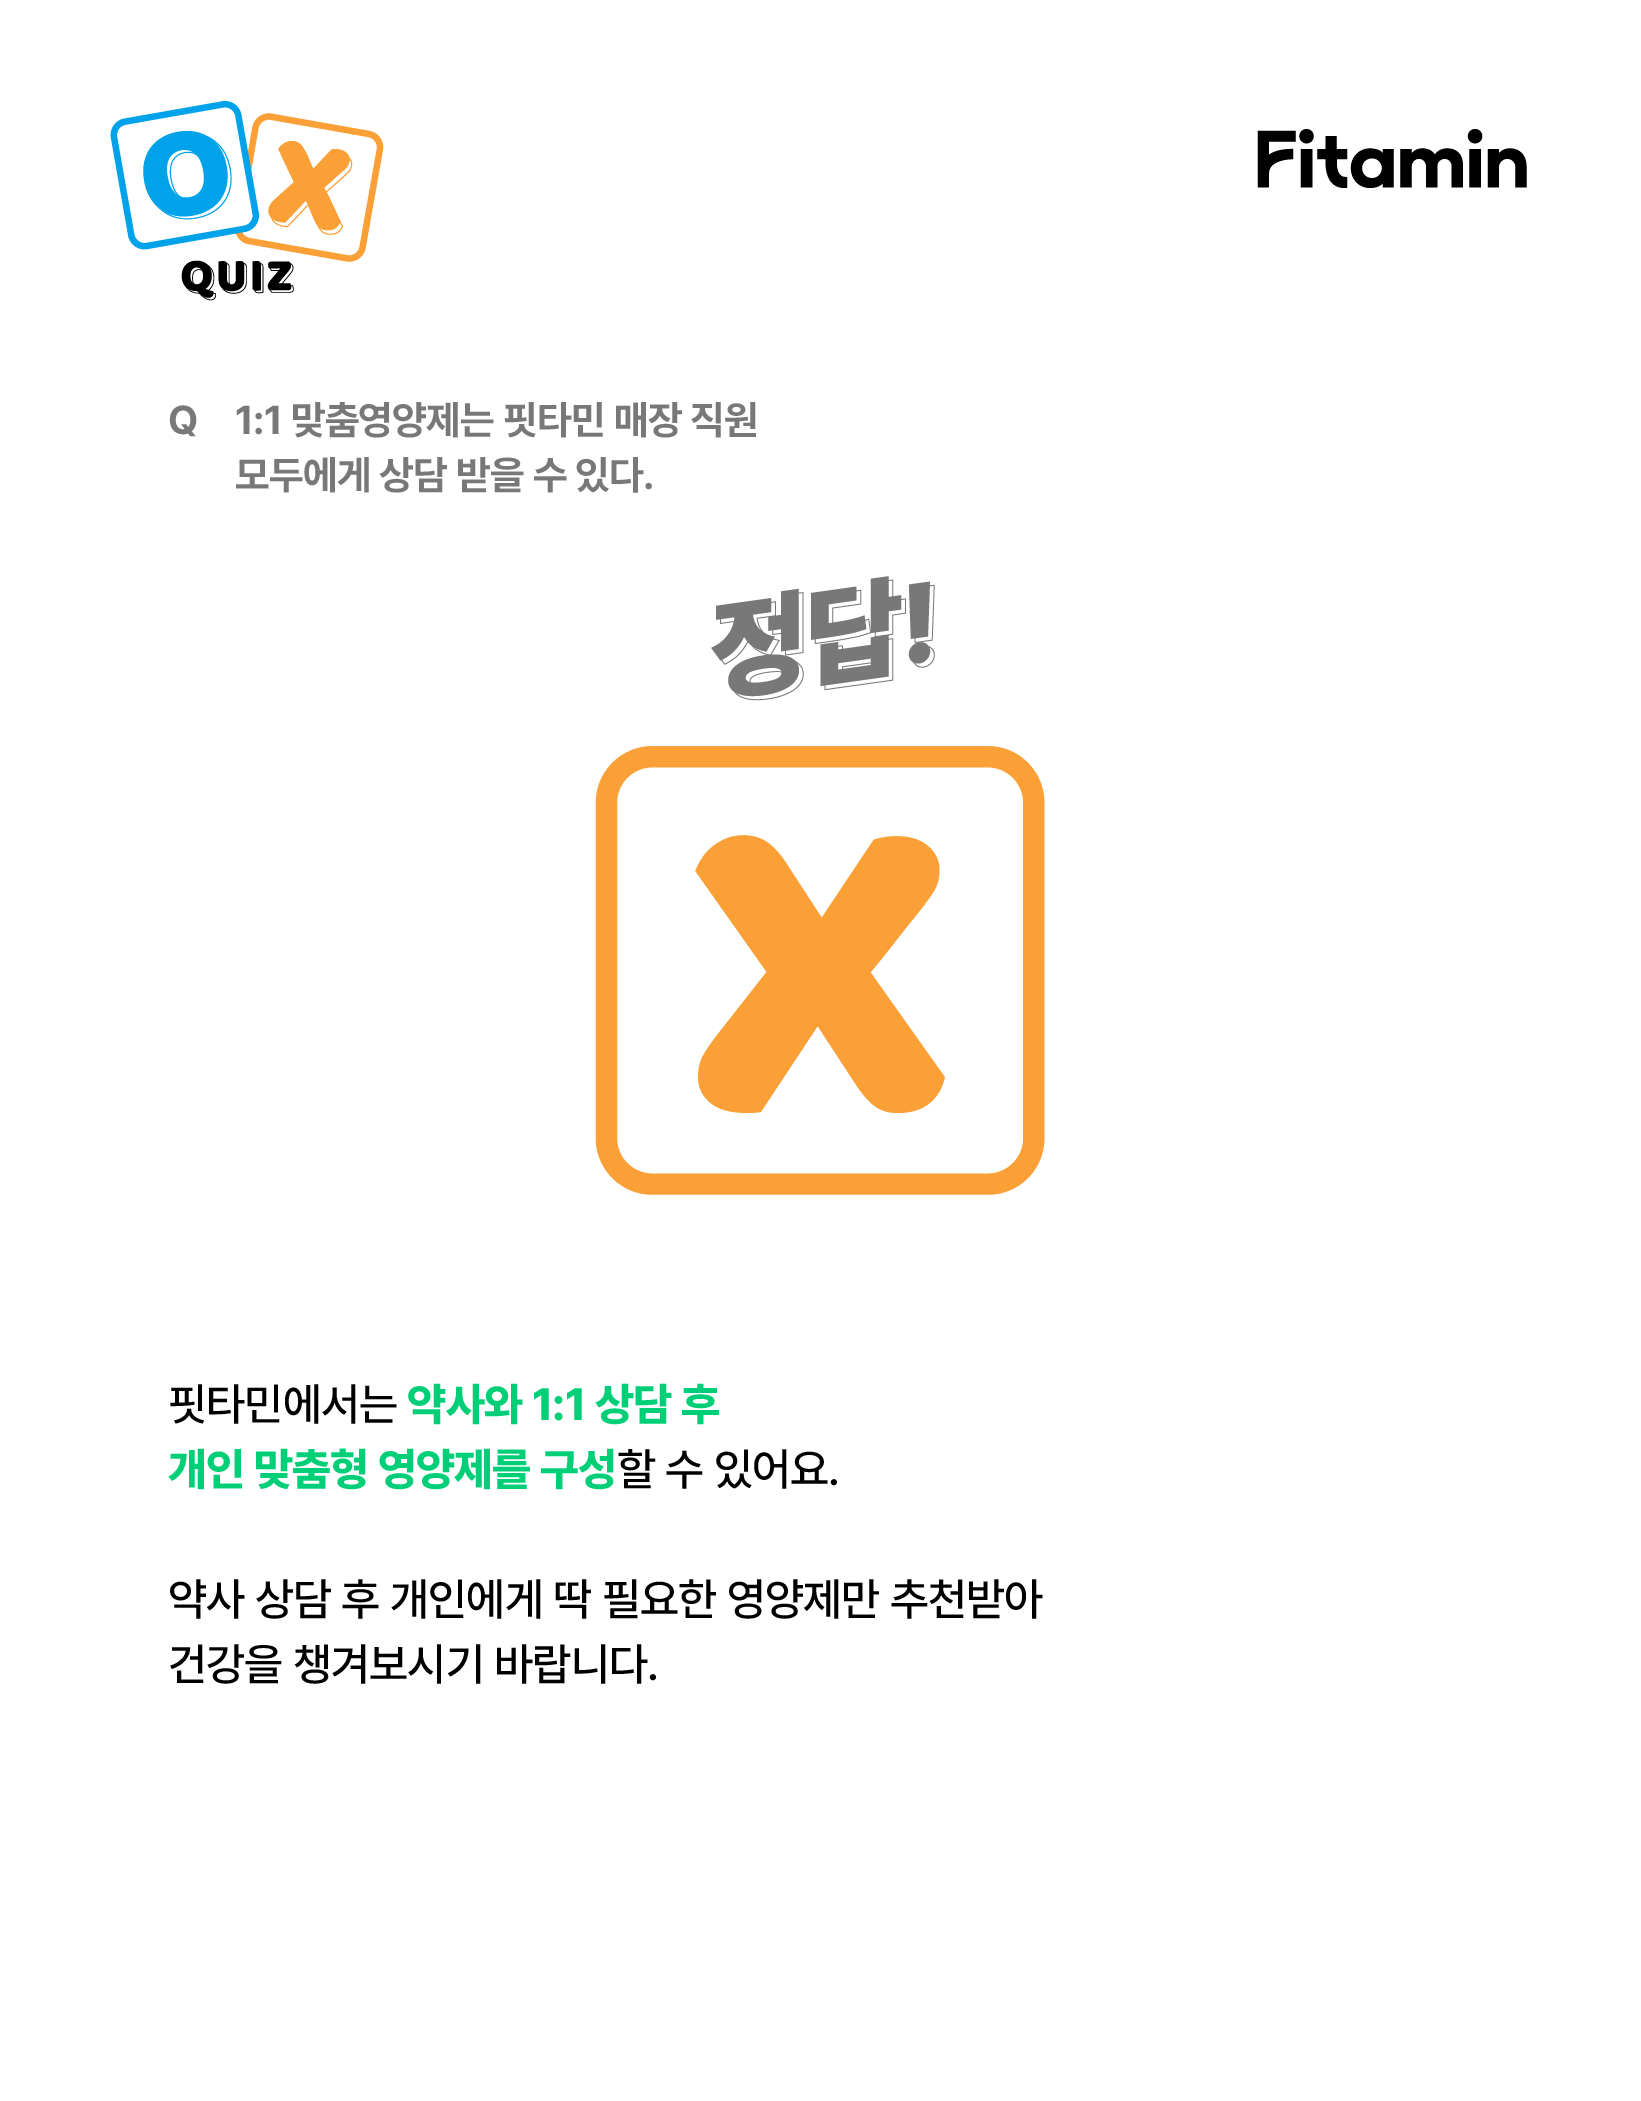 O X
QUIZ
Fitamin
Q 1:1 맞춤영양제는 핏타민 매장 직원
모두에게 상담 받을 수 있다.
정답!
X
핏타민에서는 약사와 1:1 상담 후
개인 맞춤형 영양제를 구성할 수 있어요.
약사 상담 후 개인에게 딱 필요한 영양제만 추천받아
건강을 챙겨보시기 바랍니다.